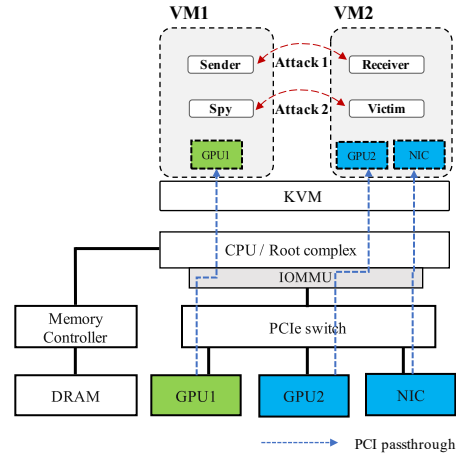 VM1 VM2
Sender Attack 1 Receiver
Spy Attack 2 Victim
GPU1 GPU2 NIC
KVM
CPU / Root complex
IOMMU
Memory
Controller
PCIe switch
DRAM GPU1 GPU2 NIC
PCI passthrough